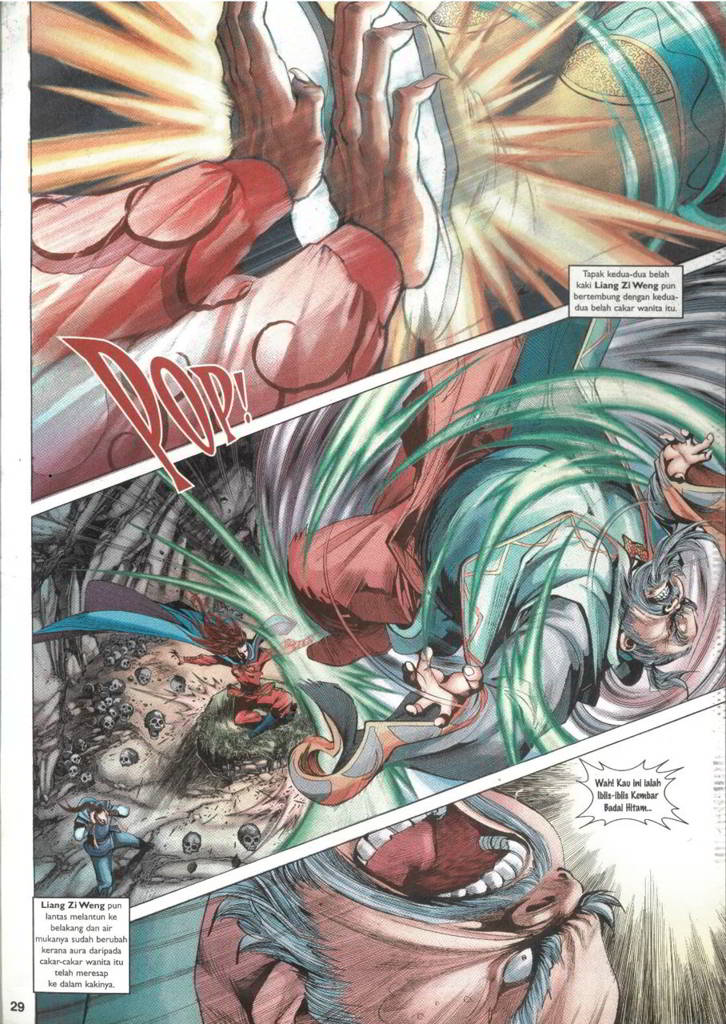 Tapak kedua-dua belah
kaki Liang Zi Weng pun
bertembung dengan kedua-
dua belah cakar wanita itu.
POP!
Wah! Kau ialah
Iblis-iblis Kembar
Badai Hitam...
Liang Zi Weng pun
lantas melantun ke
belakang dan air
mukanya sudah berubah
kerana aura daripada
cakar-cakar wanita itu
telah meresap
ke dalam kakinya.
29